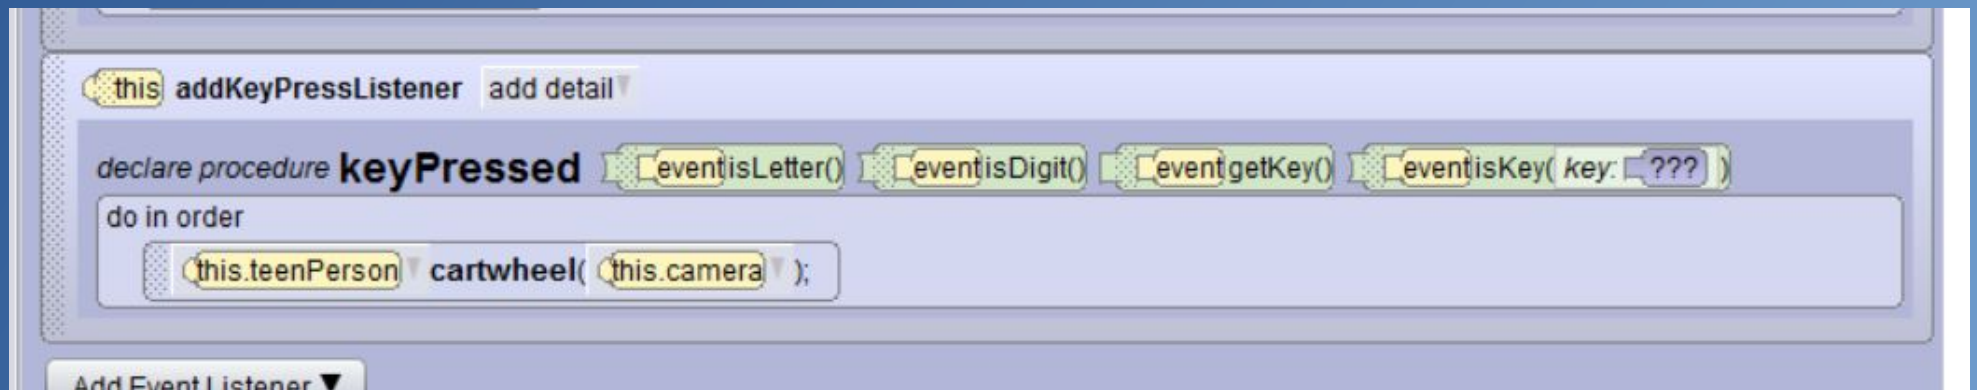 this addKeyPressListener add detail
declare procedure keyPressed event isLetter() event isDigit() event getKey() event isKey( key: ??? )
do in order
this.teenPerson cartwheel( this.camera );
Add Event Listener